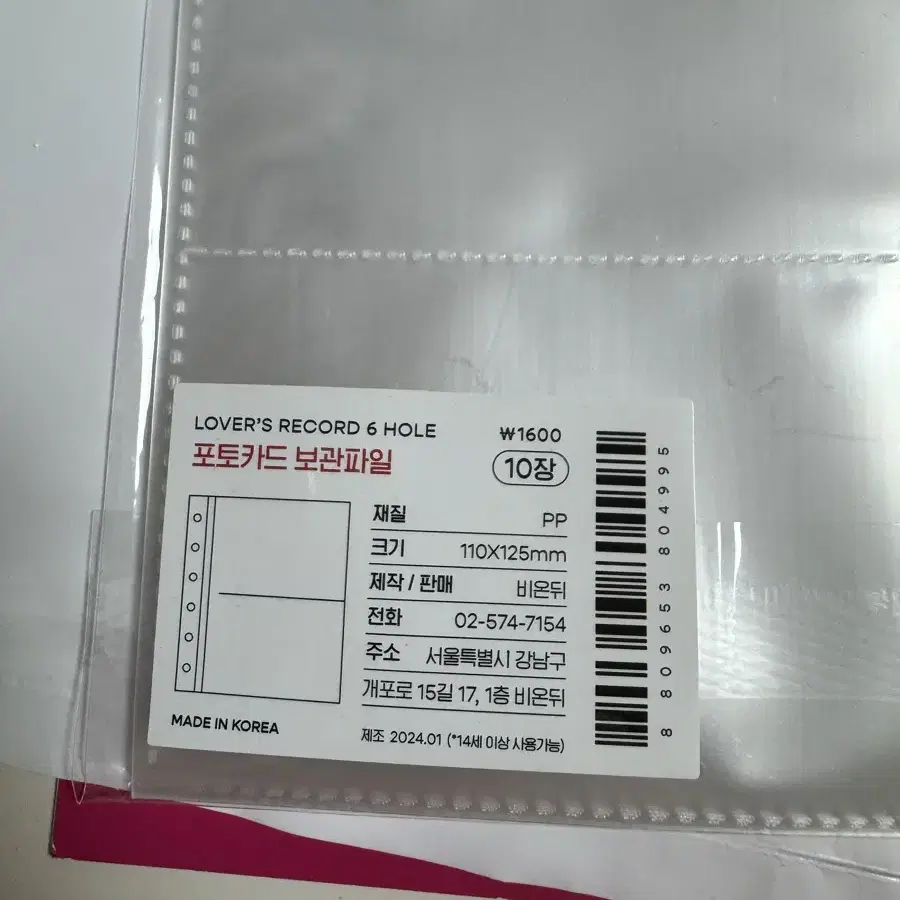 LOVER'S RECORD 6 HOLE
₩1600
포토카드 보관파일
10장
재질 PP
크기 110X125mm
제작 / 판매 비온뒤
전화 02-574-7154
주소 서울특별시 강남구
개포로 15길 17, 1층 비온뒤
MADE IN KOREA
제조 2024.01 (*14세 이상 사용가능)
8 809653 804995